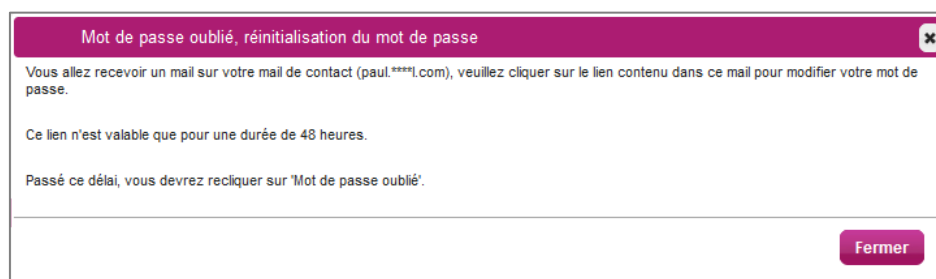 Mot de passe oublié, réinitialisation du mot de passe
Vous allez recevoir un mail sur votre mail de contact (paul.****l.com), veuillez cliquer sur le lien contenu dans ce mail pour modifier votre mot de
passe.
Ce lien n'est valable que pour une durée de 48 heures.
Passé ce délai, vous devrez recliquer sur 'Mot de passe oublié'.
Fermer